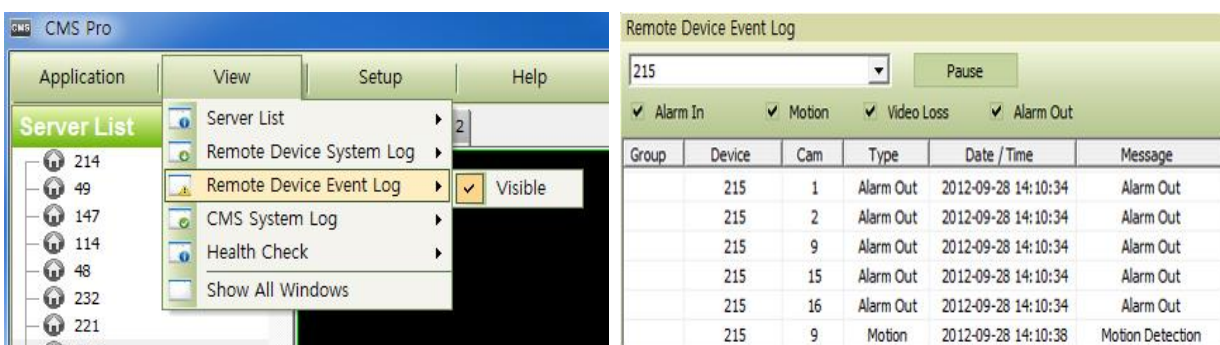 CMS CMS Pro
Application View Setup Help
Server List
214
49
147
114
48
232
221
Server List
Remote Device System Log
Remote Device Event Log
CMS System Log
Health Check
Show All Windows
2
Visible
Remote Device Event Log
215 Pause
Alarm In Motion Video Loss Alarm Out
Group Device Cam Type Date / Time Message
215 1 Alarm Out 2012-09-28 14:10:34 Alarm Out
215 2 Alarm Out 2012-09-28 14:10:34 Alarm Out
215 9 Alarm Out 2012-09-28 14:10:34 Alarm Out
215 15 Alarm Out 2012-09-28 14:10:34 Alarm Out
215 16 Alarm Out 2012-09-28 14:10:34 Alarm Out
215 9 Motion 2012-09-28 14:10:38 Motion Detection